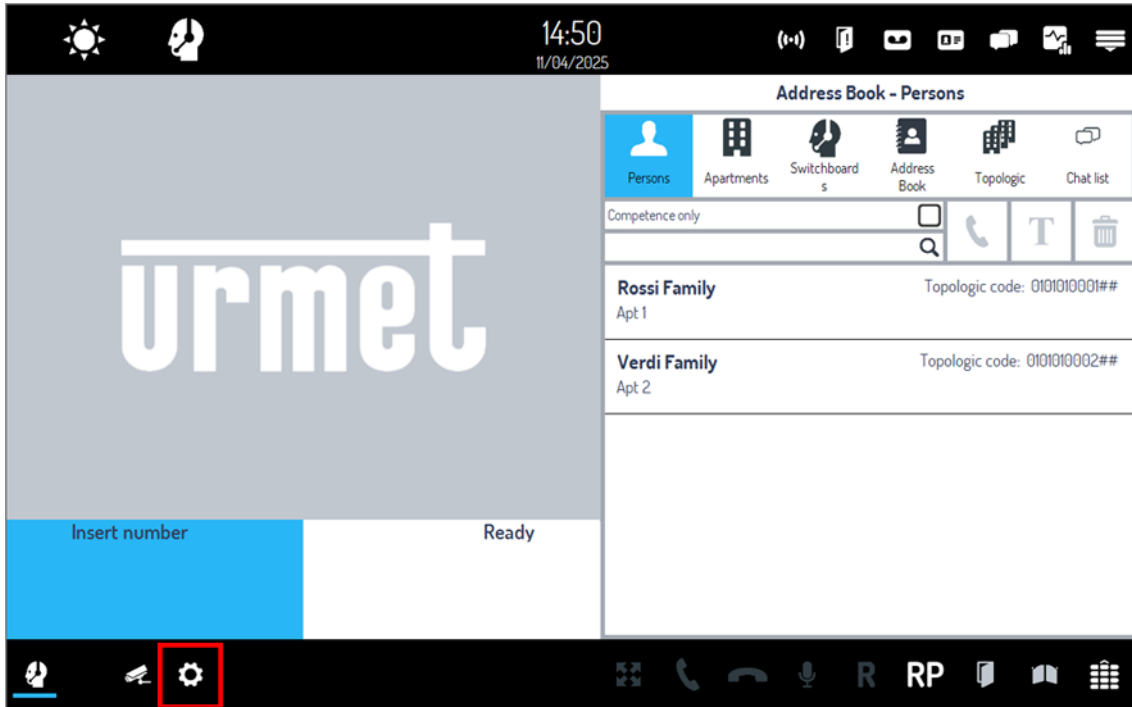 14:50
11/04/2025
Address Book - Persons
Persons
Apartments
Switchboard
s
Address
Book
Topologic
Chat list
Competence only
T
Rossi Family
Topologic code: 0101010001##
Apt 1
Verdi Family
Topologic code: 0101010002##
Apt 2
urmet
Insert number
Ready
R
RP